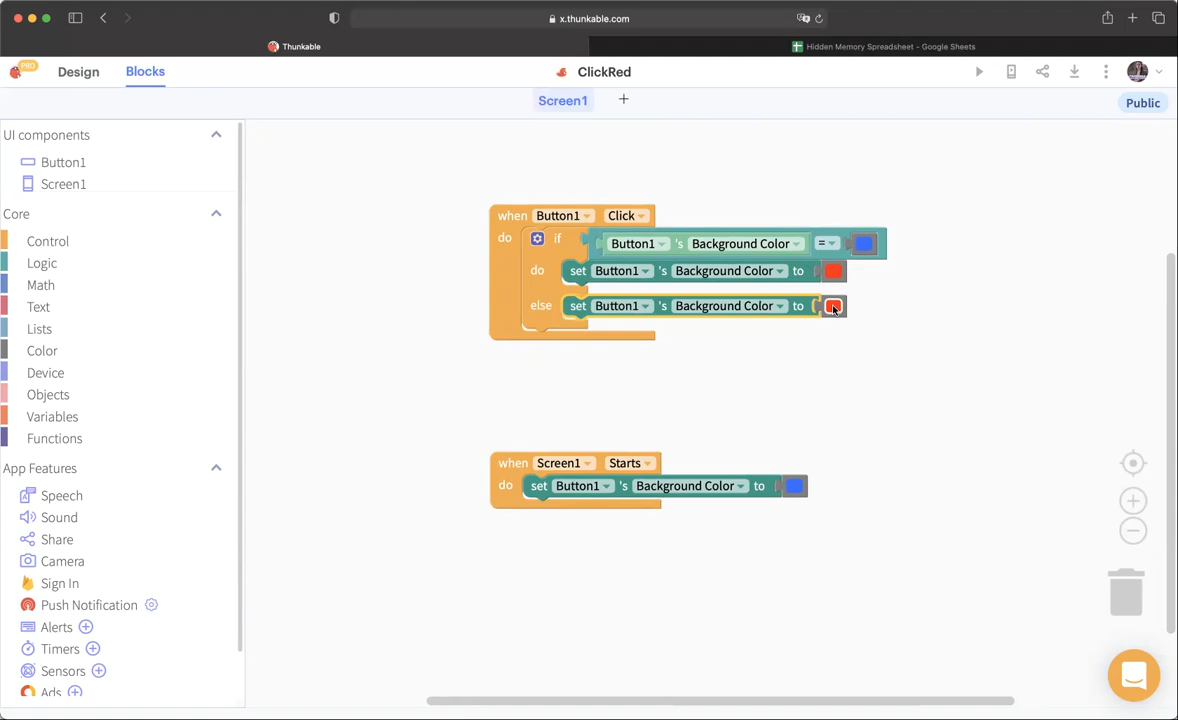 x.thunkable.com
Thunkable
Hidden Memory Spreadsheet - Google Sheets
PRO
Design
Blocks
ClickRed
Screen1
Public
UI components
Button1
Screen1
Core
Control
Logic
Math
Text
Lists
Color
Device
Objects
Variables
Functions
App Features
Speech
Sound
Share
Camera
Sign In
Push Notification
Alerts
Timers
Sensors
Ads
when Button1 Click
do if Button1 's Background Color =
do set Button1 's Background Color to
else set Button1 's Background Color to
when Screen1 Starts
do set Button1 's Background Color to